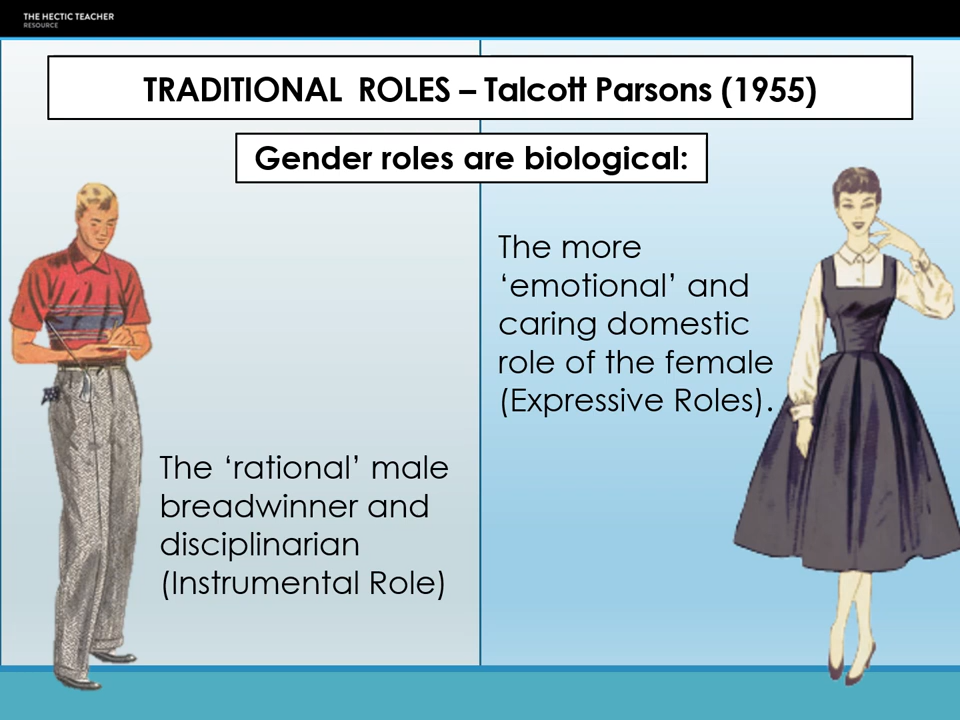 THE HECTIC TEACHER
RESOURCE
TRADITIONAL ROLES – Talcott Parsons (1955)
Gender roles are biological:
The more
‘emotional’ and
caring domestic
role of the female
(Expressive Roles).
The ‘rational’ male
breadwinner and
disciplinarian
(Instrumental Role)